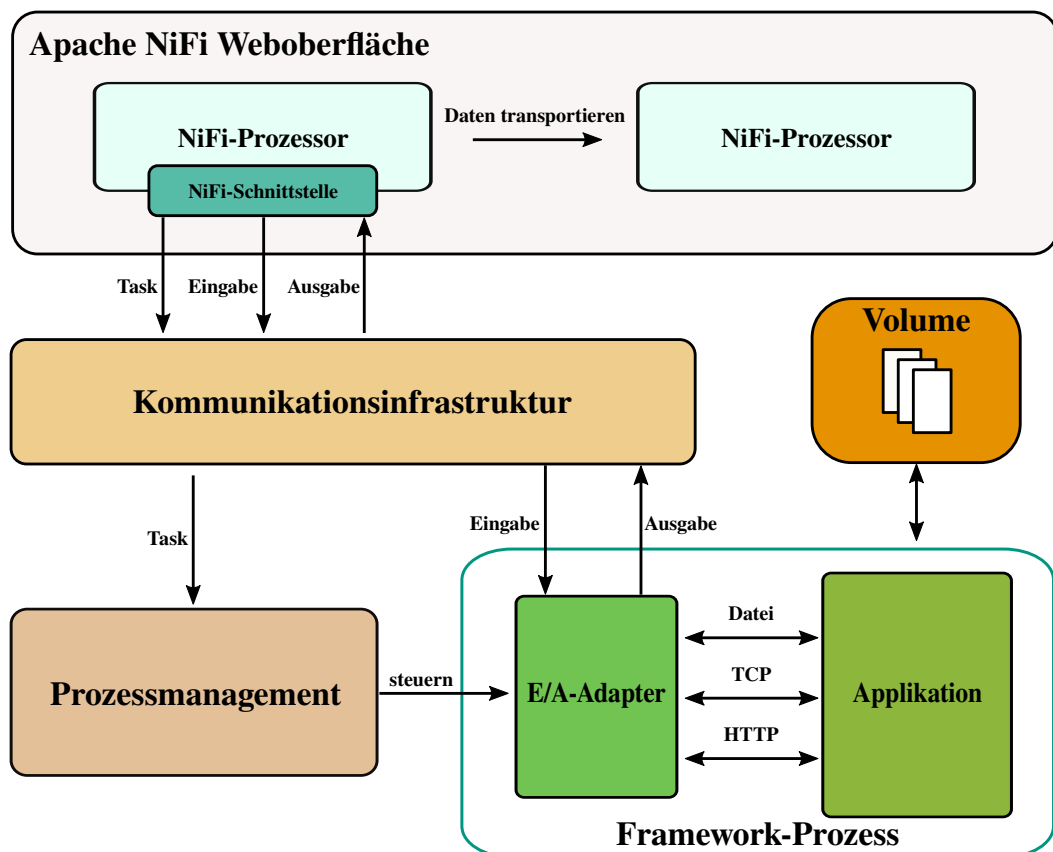 Apache NiFi Weboberfläche
NiFi-Prozessor
Daten transportieren
NiFi-Prozessor
NiFi-Schnittstelle
Task
Eingabe
Ausgabe
Volume
Kommunikationsinfrastruktur
Task
Eingabe
Ausgabe
Prozessmanagement
steuern
E/A-Adapter
Datei
TCP
HTTP
Applikation
Framework-Prozess